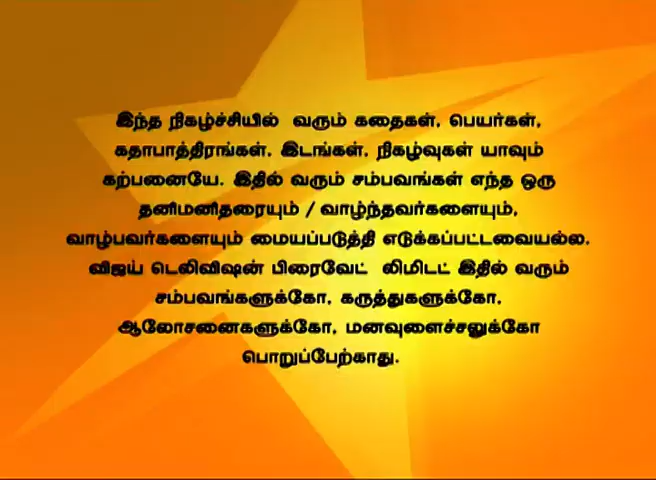 இந்த நிகழ்ச்சியில் வரும் கதைகள், பெயர்கள்,
கதாபாத்திரங்கள், இடங்கள், நிகழ்வுகள் யாவும்
கற்பனையே. இதில் வரும் சம்பவங்கள் எந்த ஒரு
தனிமனிதரையும் / வாழ்ந்தவர்களையும்,
வாழ்பவர்களையும் மையப்படுத்தி எடுக்கப்பட்டவையல்ல.
விஜய் டெலிவிஷன் பிரைவேட் லிமிடட் இதில் வரும்
சம்பவங்களுக்கோ, கருத்துகளுக்கோ,
ஆலோசனைகளுக்கோ, மனவுளைச்சலுக்கோ
பொறுப்பேற்காது.